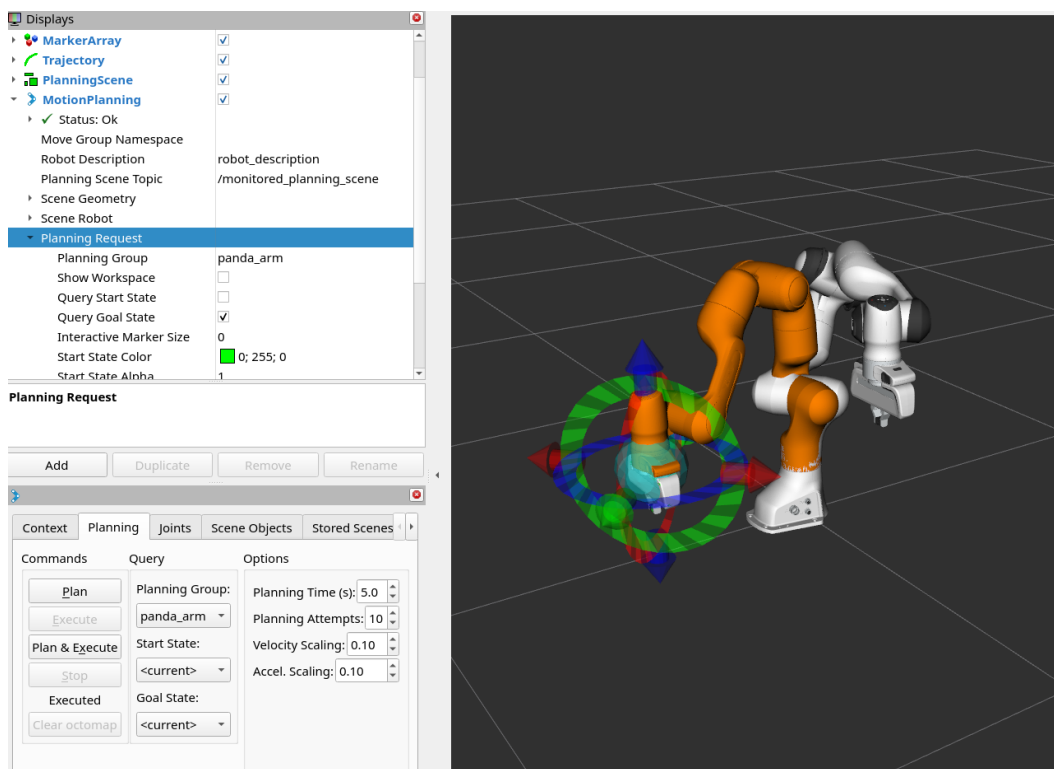 Displays
MarkerArray
Trajectory
PlanningScene
MotionPlanning
Status: Ok
Move Group Namespace
Robot Description robot_description
Planning Scene Topic /monitored_planning_scene
Scene Geometry
Scene Robot
Planning Request
Planning Group panda_arm
Show Workspace
Query Start State
Query Goal State
Interactive Marker Size 0
Start State Color 0; 255; 0
Start State Alpha 1
Planning Request
Add Duplicate Remove Rename
Context Planning Joints Scene Objects Stored Scenes
Commands Query Options
Plan Planning Group: Planning Time (s): 5.0
Execute panda_arm Planning Attempts: 10
Plan & Execute Start State: Velocity Scaling: 0.10
Stop <current> Accel. Scaling: 0.10
Executed Goal State:
Clear octomap <current>